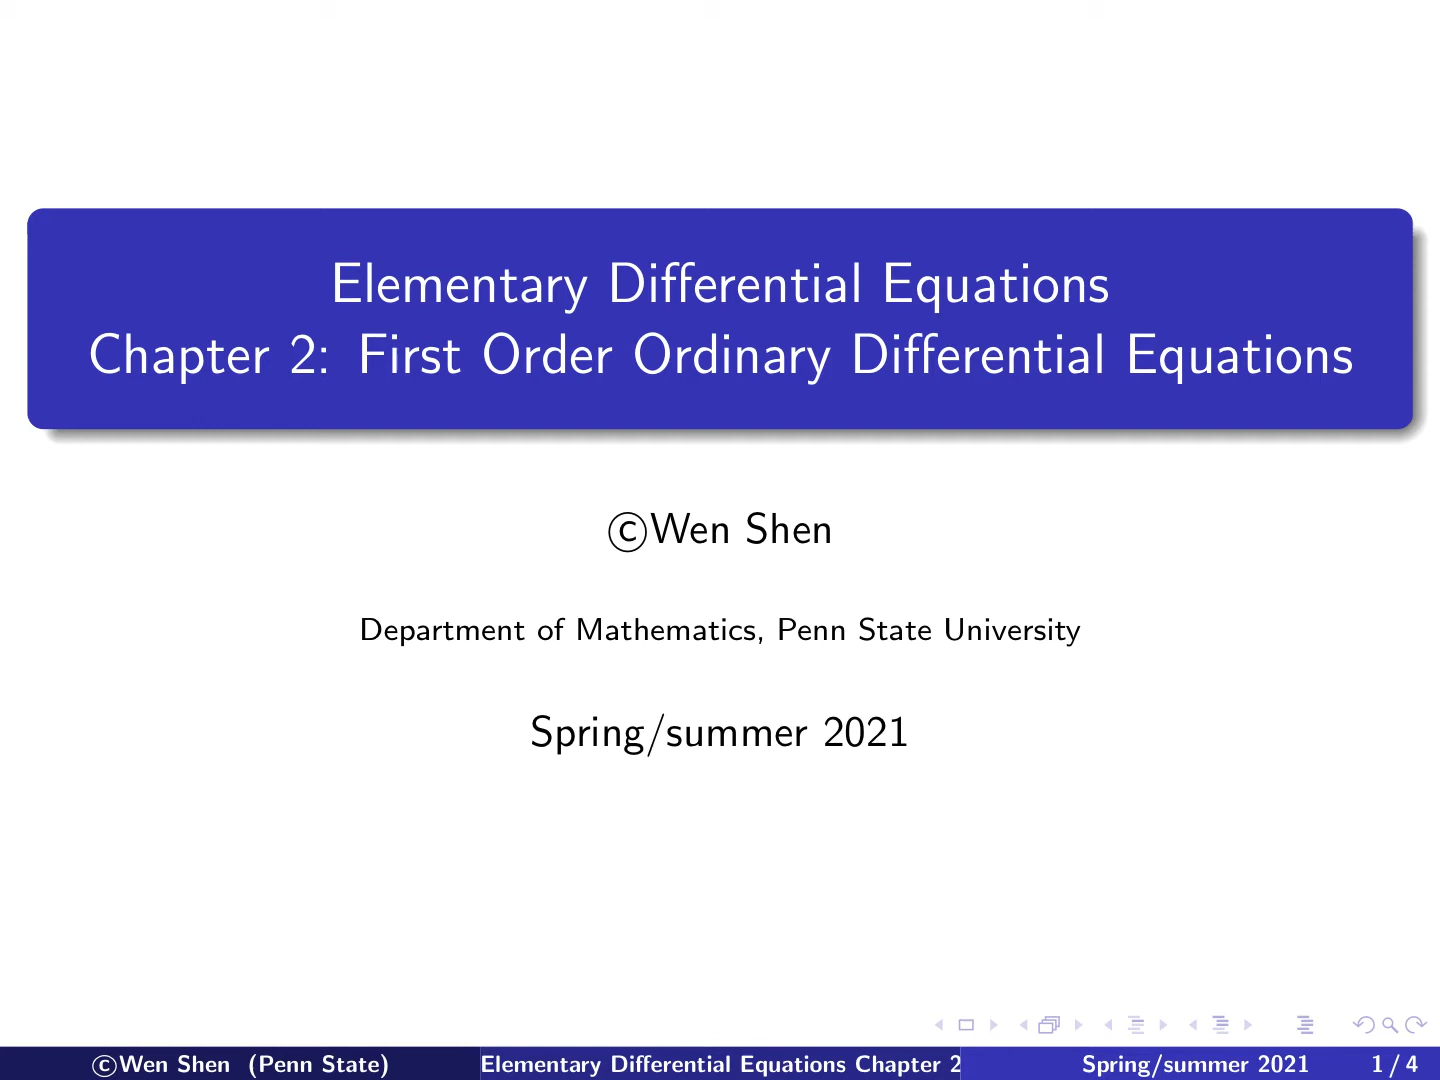 Elementary Differential Equations
Chapter 2: First Order Ordinary Differential Equations
©Wen Shen
Department of Mathematics, Penn State University
Spring/summer 2021
©Wen Shen (Penn State)
Elementary Differential Equations Chapter 2
Spring/summer 2021
1 / 4